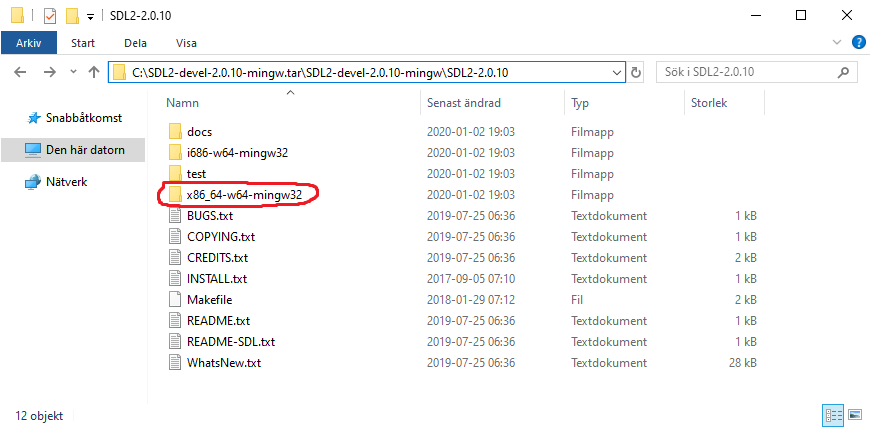 SDL2-2.0.10
Arkiv Start Dela Visa
C:\SDL2-devel-2.0.10-mingw.tar\SDL2-devel-2.0.10-mingw\SDL2-2.0.10 Sök i SDL2-2.0.10
Namn Senast ändrad Typ Storlek
Snabbåtkomst
Den här datorn
Nätverk
docs 2020-01-02 19:03 Filmapp
i686-w64-mingw32 2020-01-02 19:03 Filmapp
test 2020-01-02 19:03 Filmapp
x86_64-w64-mingw32 2020-01-02 19:03 Filmapp
BUGS.txt 2019-07-25 06:36 Textdokument 1 kB
COPYING.txt 2019-07-25 06:36 Textdokument 1 kB
CREDITS.txt 2019-07-25 06:36 Textdokument 2 kB
INSTALL.txt 2017-09-05 07:10 Textdokument 1 kB
Makefile 2018-01-29 07:12 Fil 2 kB
README.txt 2019-07-25 06:36 Textdokument 1 kB
README-SDL.txt 2019-07-25 06:36 Textdokument 1 kB
WhatsNew.txt 2019-07-25 06:36 Textdokument 28 kB
12 objekt